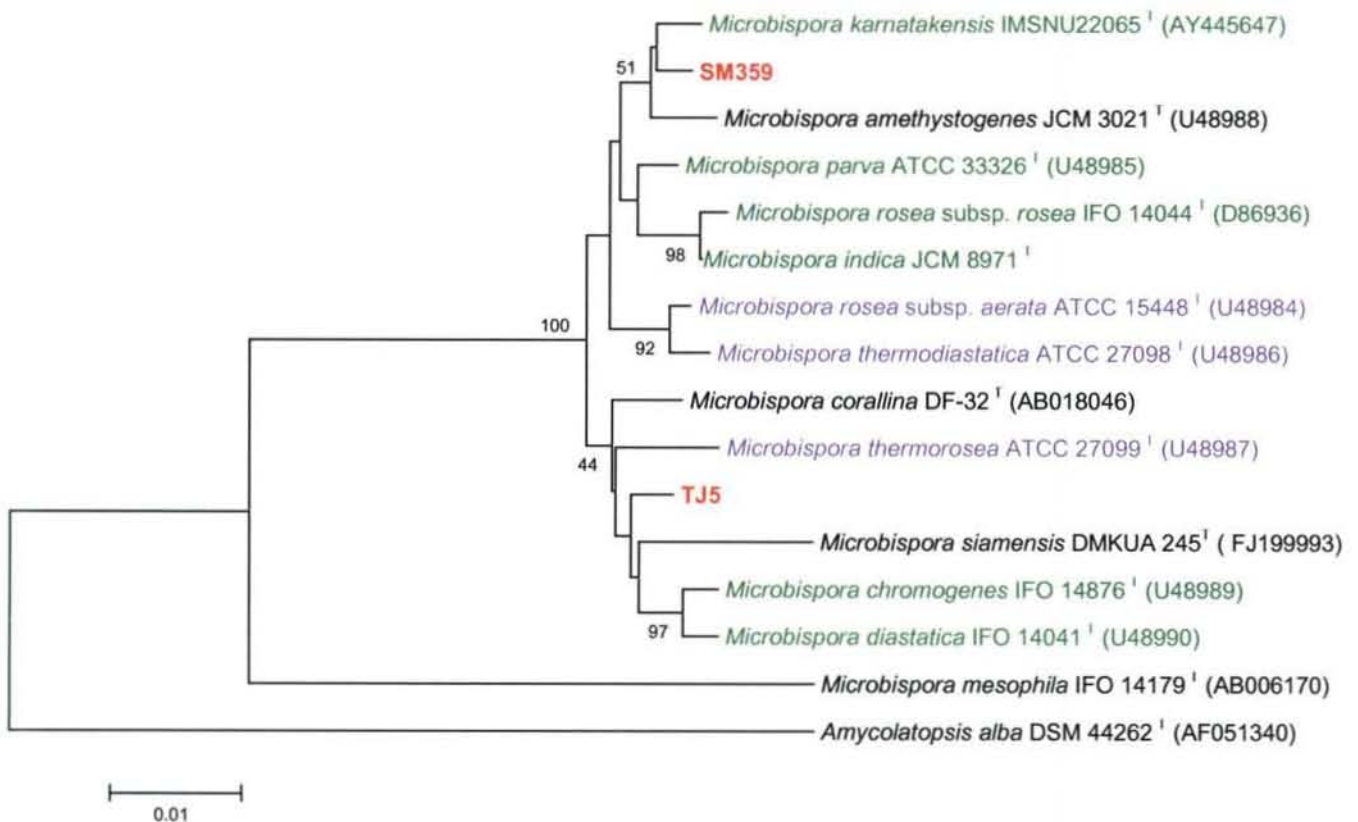 Microbispora karnatakensis IMSNU22065 T (AY445647)
51
SM359
Microbispora amethystogenes JCM 3021 T (U48988)
Microbispora parva ATCC 33326 T (U48985)
Microbispora rosea subsp. rosea IFO 14044 T (D86936)
98
Microbispora indica JCM 8971 T
Microbispora rosea subsp. aerata ATCC 15448 T (U48984)
100
92
Microbispora thermodiastatica ATCC 27098 T (U48986)
Microbispora corallina DF-32 T (AB018046)
Microbispora thermorosea ATCC 27099 T (U48987)
44
TJ5
Microbispora siamensis DMKUA 245 T ( FJ199993)
Microbispora chromogenes IFO 14876 T (U48989)
97
Microbispora diastatica IFO 14041 T (U48990)
Microbispora mesophila IFO 14179 T (AB006170)
Amycolatopsis alba DSM 44262 T (AF051340)
0.01